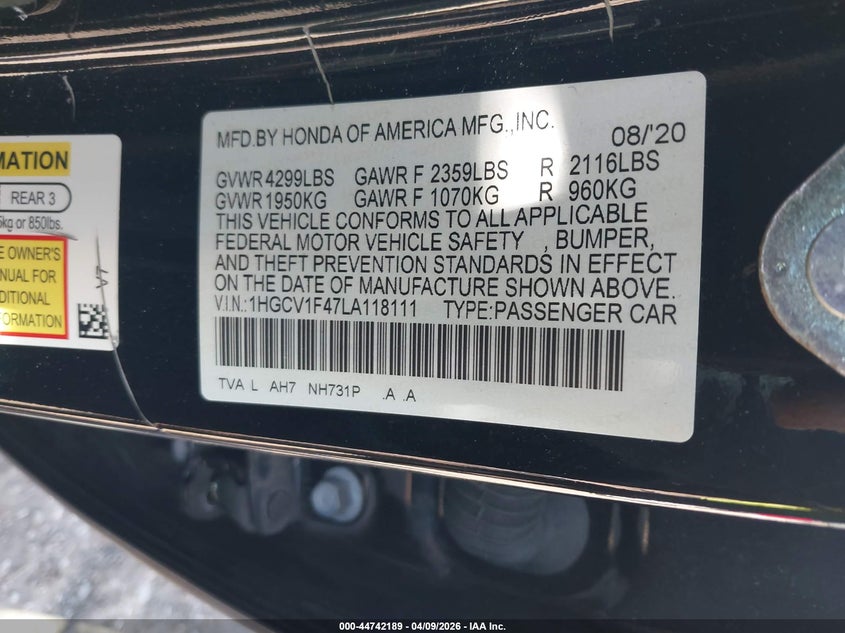 MATION
REAR 3
kg or 850lbs.
OWNER'S
FOR
MFD.BY HONDA OF AMERICA MFG.,INC. 08/'20
GVWR 4299LBS GAWR F 2359LBS R 2116LBS
GVWR 1950KG GAWR F 1070KG R 960KG
THIS VEHICLE CONFORMS TO ALL APPLICABLE
FEDERAL MOTOR VEHICLE SAFETY , BUMPER,
AND THEFT PREVENTION STANDARDS IN EFFECT
ON THE DATE OF MANUFACTURE SHOWN ABOVE.
V.I.N.:1HGCV1F47LA118111 TYPE:PASSENGER CAR
TVA L AH7 NH731P .A .A
000-44742189 - 04/09/2026 - IAA Inc.